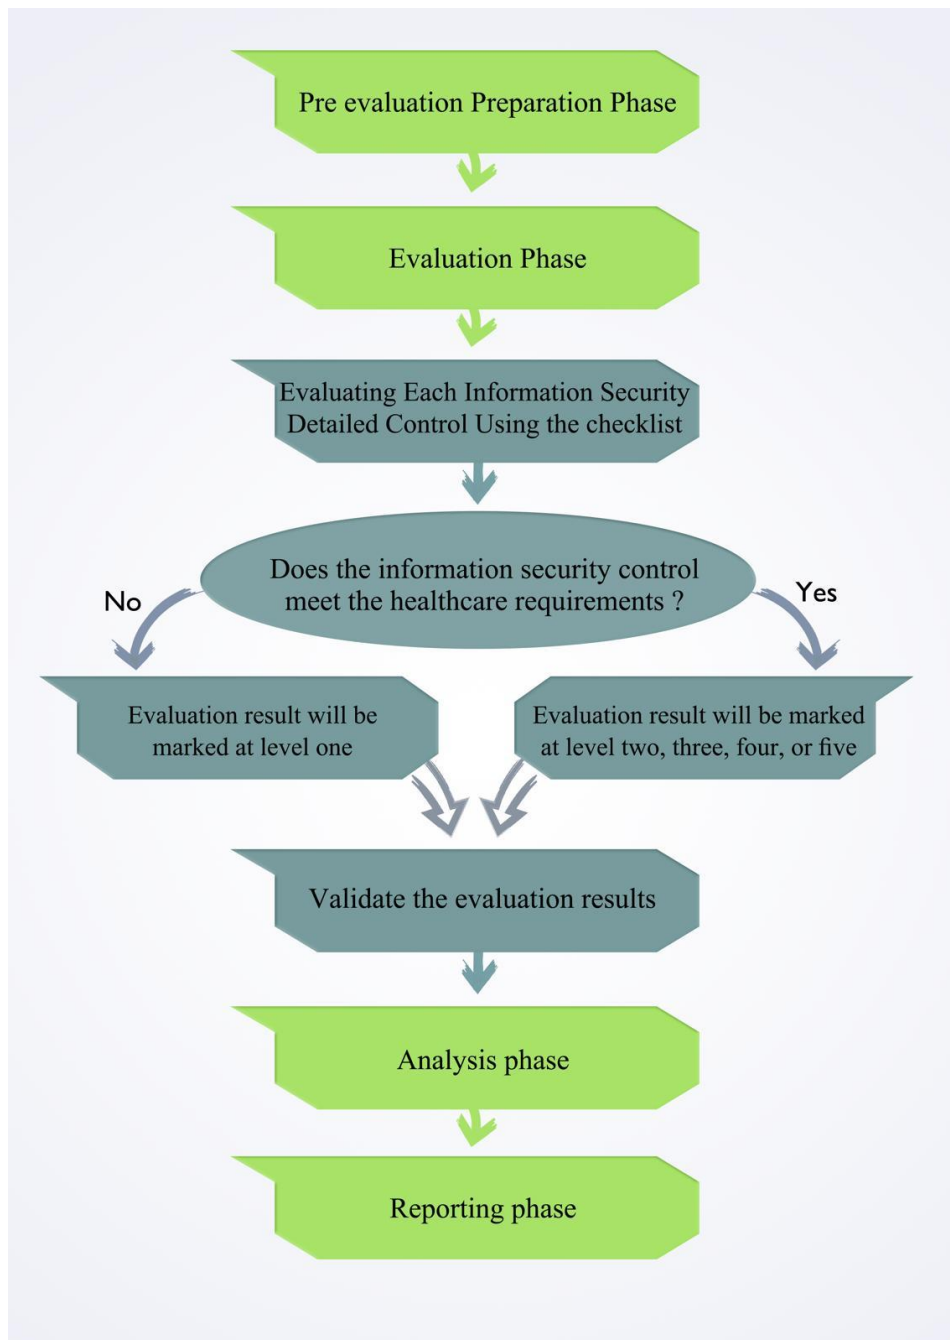 Pre evaluation Preparation Phase
Evaluation Phase
Evaluating Each Information Security
Detailed Control Using the checklist
Does the information security control
meet the healthcare requirements ?
No
Yes
Evaluation result will be
marked at level one
Evaluation result will be marked
at level two, three, four, or five
Validate the evaluation results
Analysis phase
Reporting phase